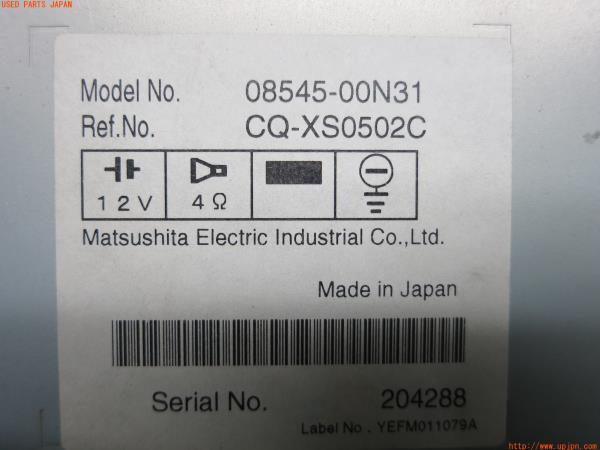 USED PARTS JAPAN
Model No. 08545-00N31
Ref.No. CQ-XS0502C
12V 4Ω
Matsushita Electric Industrial Co.,Ltd.
Made in Japan
Serial No. 204288
Label No. YEFM011079A
http://www.upjpn.com